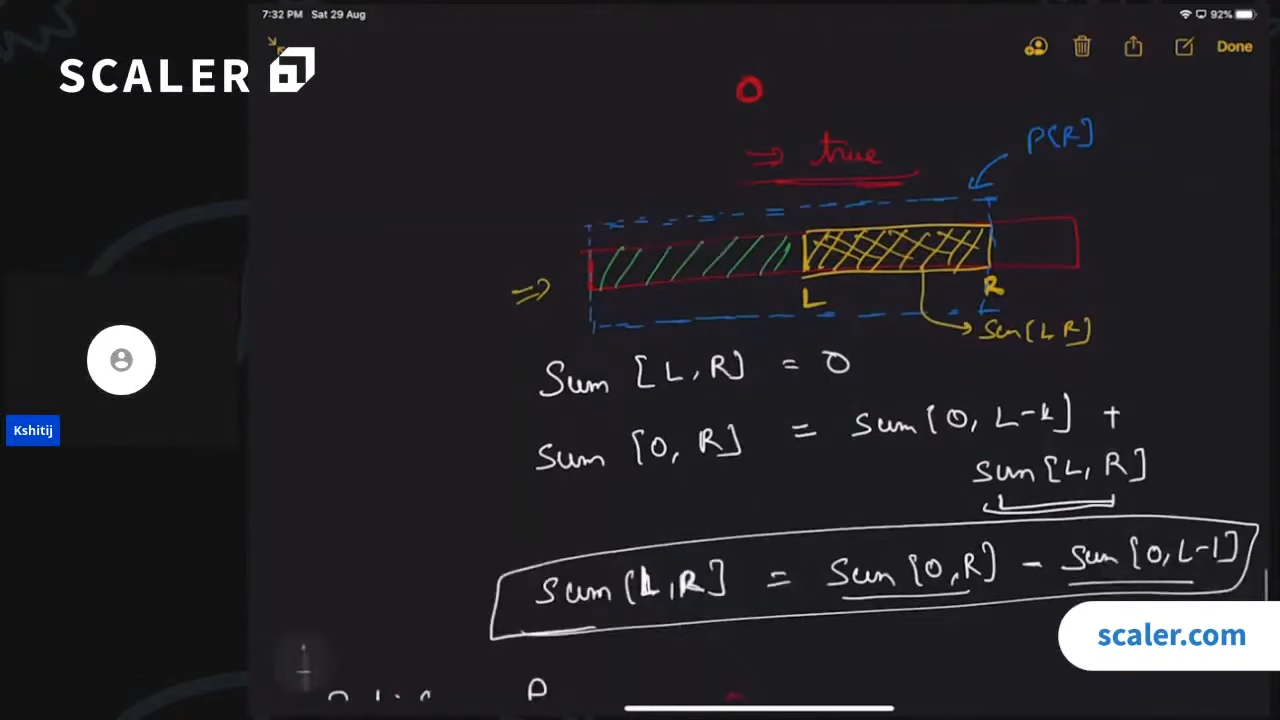 7:32 PM Sat 29 Aug
92%
SCALER
Done
O
⇒ true
P[R]
⇒
L
R
Sum[L,R]
Sum [L,R] = 0
Sum [0,R] = Sum[0, L-1] +
Sum[L,R]
Kshitij
Sum[L,R] = Sum[0,R] - Sum[0,L-1]
scaler.com
P